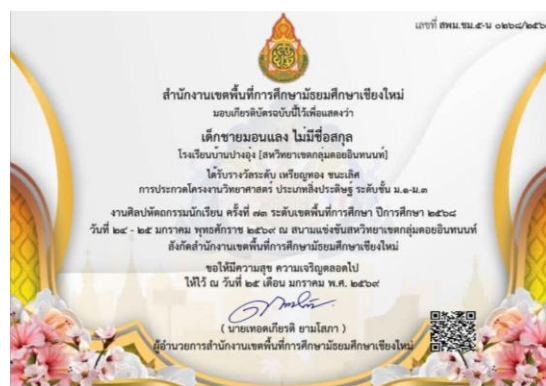 เลขที่ สพม.ชม.๕-น ๐๒๖๘/๒๕๖
สำนักงานเขตพื้นที่การศึกษามัธยมศึกษาเชียงใหม่
มอบเกียรติบัตรฉบับนี้ไว้เพื่อแสดงว่า
เด็กชายมอนแลง ไม่มีชื่อสกุล
โรงเรียนบ้านปางอุ๋ง [สหวิทยาเขตกลุ่มดอยอินทนนท์]
ได้รับรางวัลระดับ เหรียญทอง ชนะเลิศ
การประกวดโครงงานวิทยาศาสตร์ ประเภทสิ่งประดิษฐ์ ระดับชั้น ม.๑-ม.๓
งานศิลปหัตถกรรมนักเรียน ครั้งที่ ๗๓ ระดับเขตพื้นที่การศึกษา ปีการศึกษา ๒๕๖๘
วันที่ ๒๔ - ๒๕ มกราคม พุทธศักราช ๒๕๖๙ ณ สนามแข่งขันสหวิทยาเขตกลุ่มดอยอินทนนท์
สังกัดสำนักงานเขตพื้นที่การศึกษามัธยมศึกษาเชียงใหม่
ขอให้มีความสุข ความเจริญตลอดไป
ให้ไว้ ณ วันที่ ๒๕ เดือน มกราคม พ.ศ. ๒๕๖๙
( นายเทอดเกียรติ ยามโสภา )
ผู้อำนวยการสำนักงานเขตพื้นที่การศึกษามัธยมศึกษาเชียงใหม่